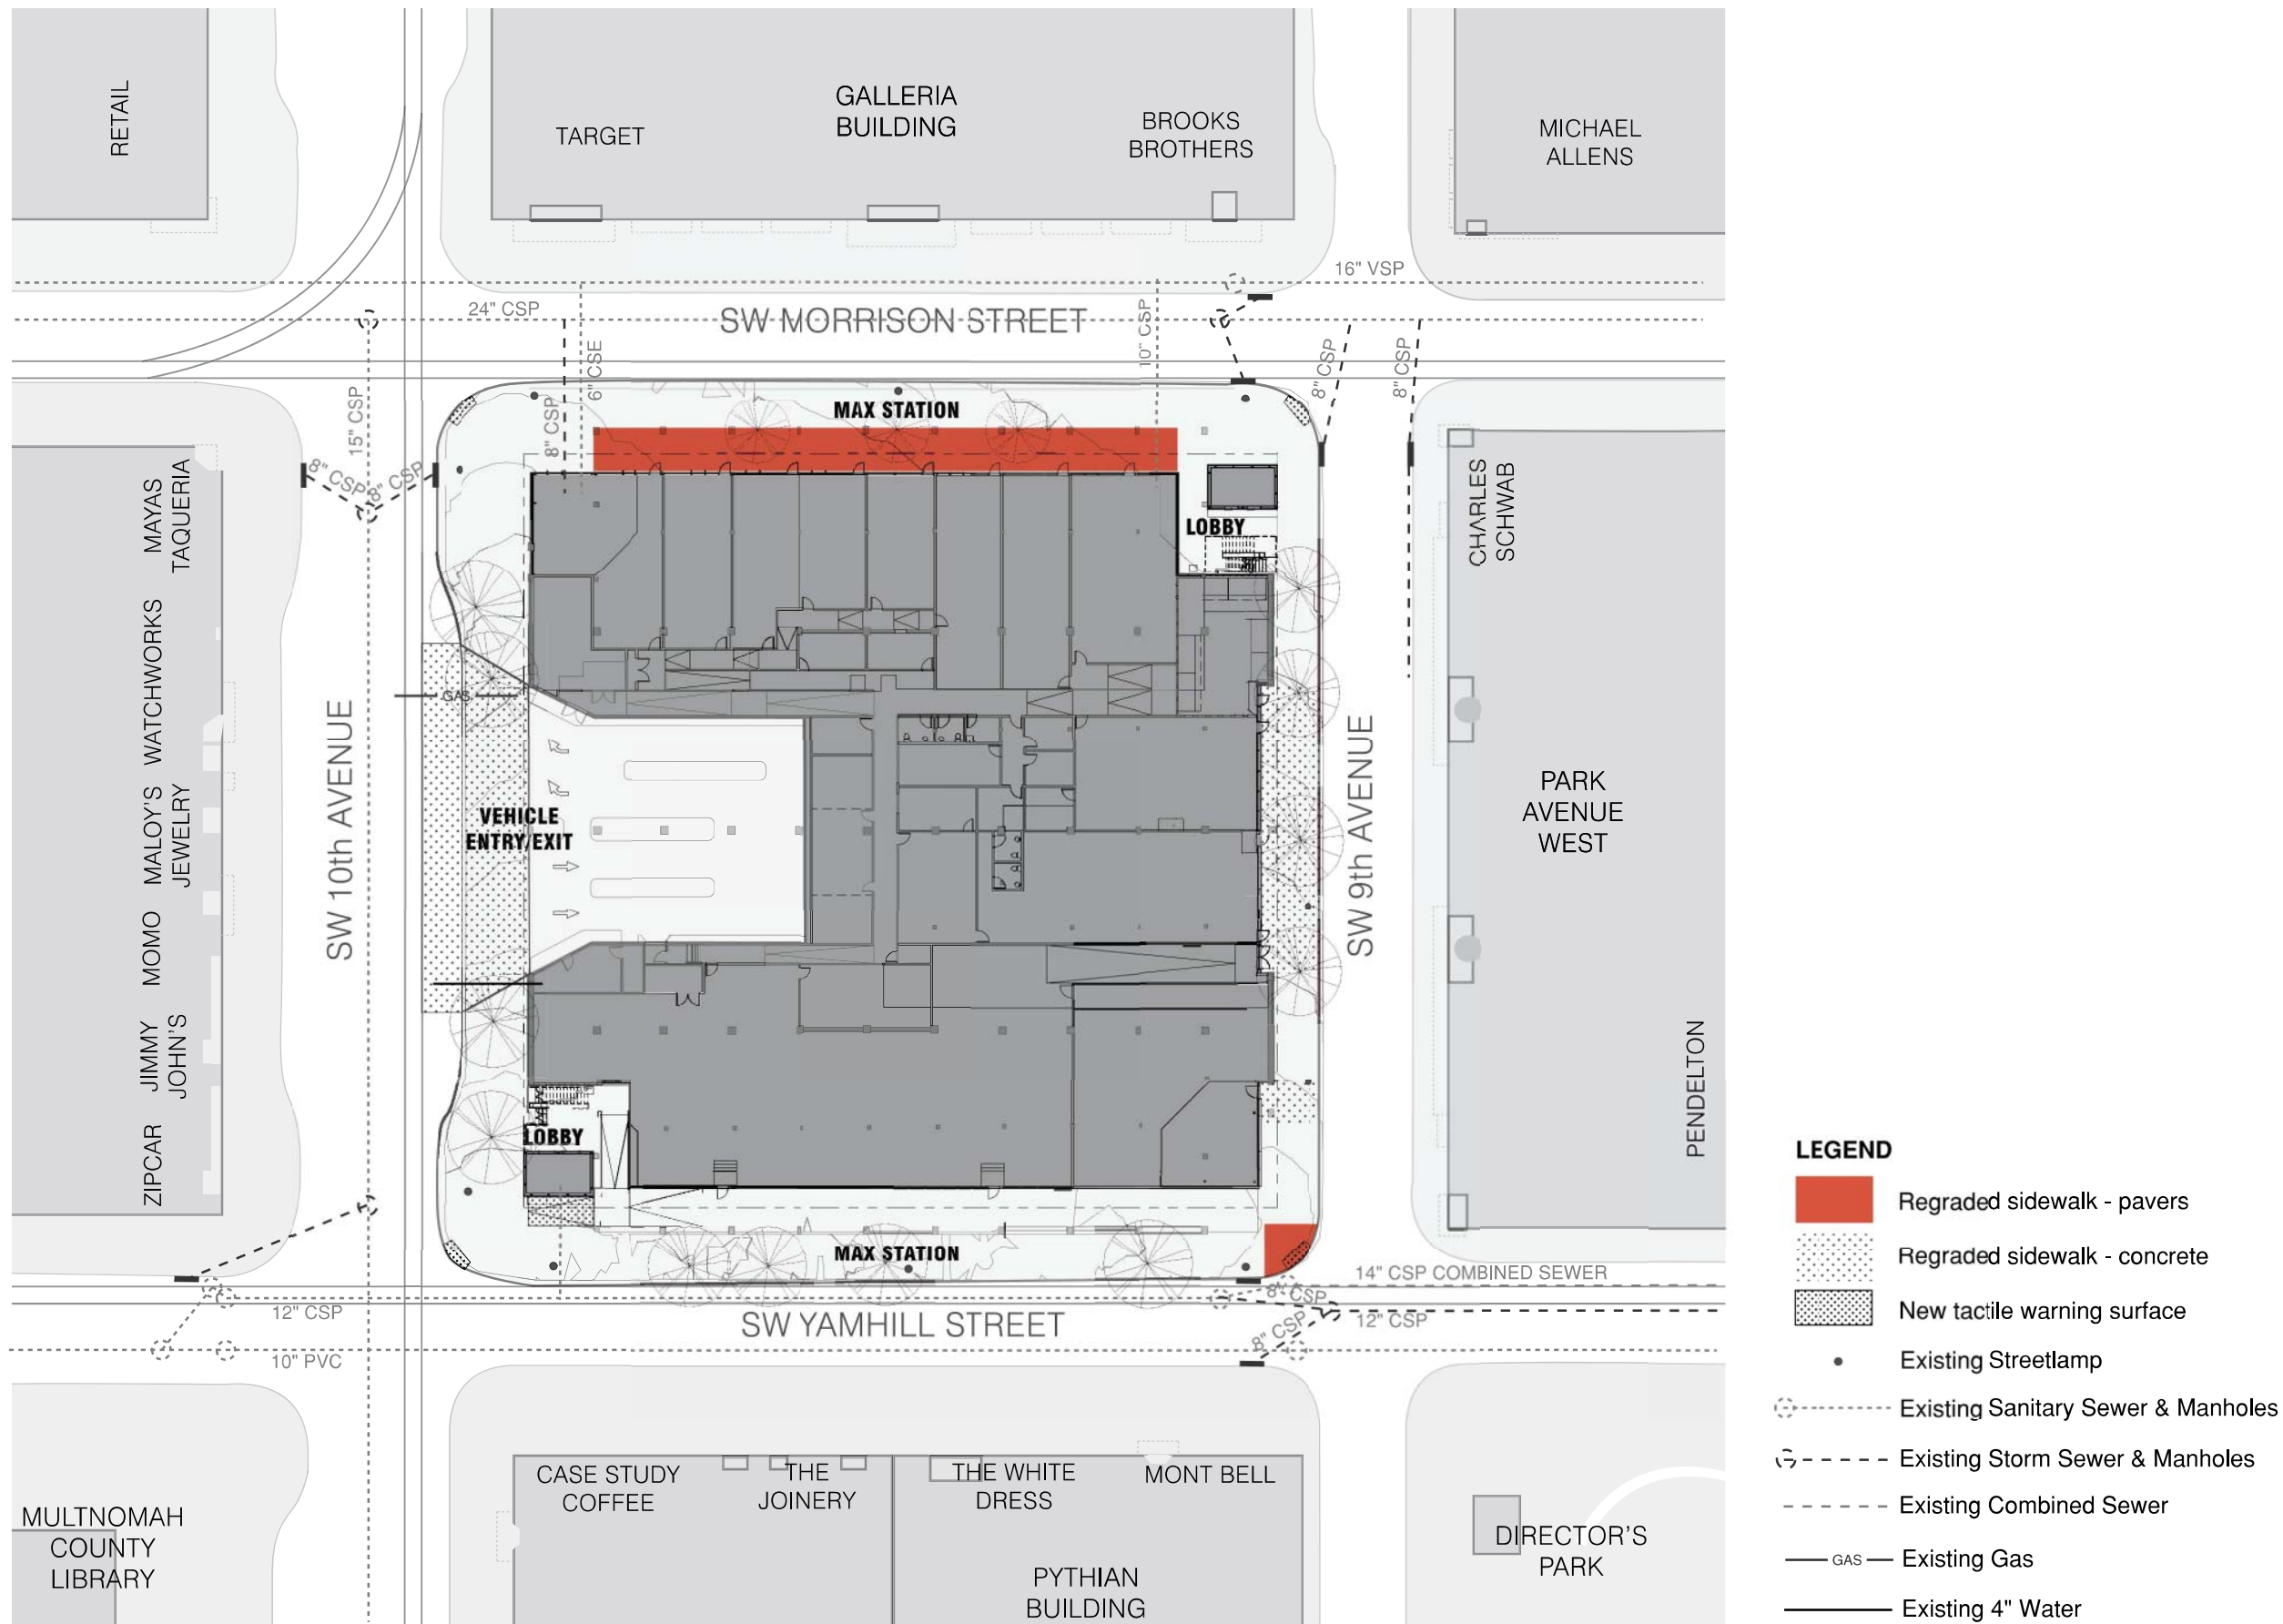 RETAIL
TARGET
GALLERIA
BUILDING
BROOKS
BROTHERS
MICHAEL
ALLENS
16" VSP
24" CSP
SW MORRISON STREET
10" CSP
6" CSE
8" CSP
8" CSP
8" CSP
15" CSP
8" CSP
8" CSP
MAX STATION
MAYAS
TAQUERIA
WATCHWORKS
MALOY'S
JEWELRY
MOMO
JIMMY
JOHN'S
ZIPCAR
SW 10th AVENUE
GAS
VEHICLE
ENTRY/EXIT
LOBBY
LOBBY
SW 9th AVENUE
CHARLES
SCHWAB
PARK
AVENUE
WEST
PENDELTON
MAX STATION
14" CSP COMBINED SEWER
8" CSP
12" CSP
8" CSP
12" CSP
10" PVC
SW YAMHILL STREET
MULTNOMAH
COUNTY
LIBRARY
CASE STUDY
COFFEE
THE
JOINERY
THE WHITE
DRESS
MONT BELL
PYTHIAN
BUILDING
DIRECTOR'S
PARK
LEGEND
Regraded sidewalk - pavers
Regraded sidewalk - concrete
New tactile warning surface
Existing Streetlamp
Existing Sanitary Sewer & Manholes
Existing Storm Sewer & Manholes
Existing Combined Sewer
GAS Existing Gas
Existing 4" Water